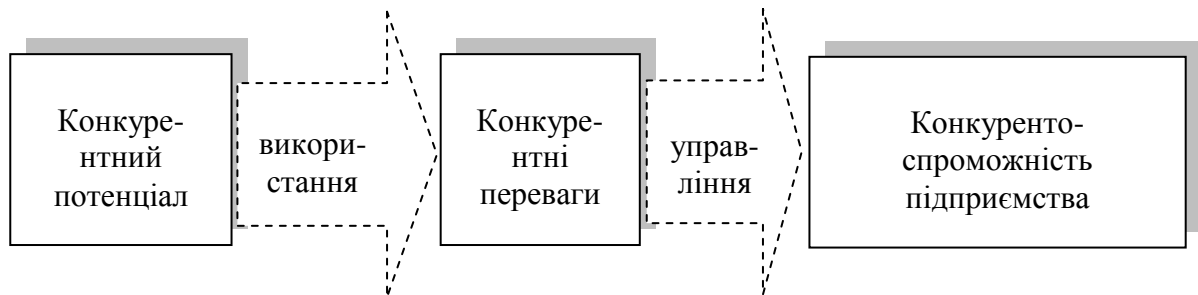 Конкуре-
нтний
потенціал
викори-
стання
Конкуре-
нтні
переваги
управ-
ління
Конкуренто-
спроможність
підприємства